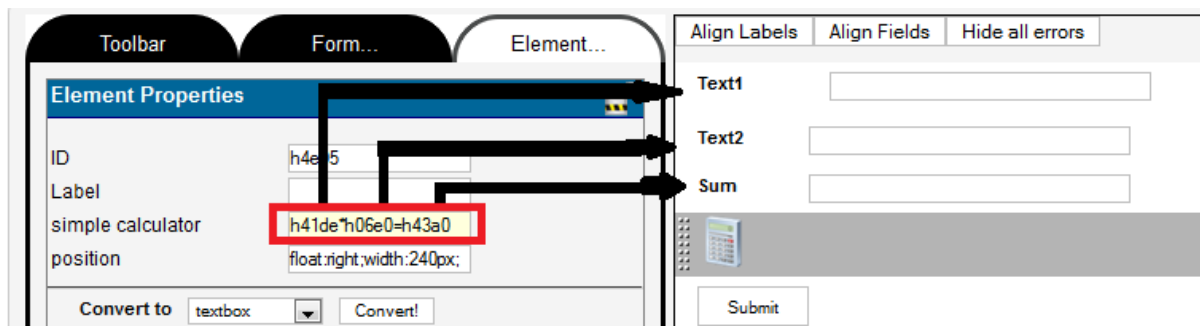 Toolbar
Form...
Element...
Element Properties
ID
Label
simple calculator h41de*h06e0=h43a0
position float:right;width:240px;
Convert to textbox Convert!
Align Labels Align Fields Hide all errors
Text1
Text2
Sum
Submit